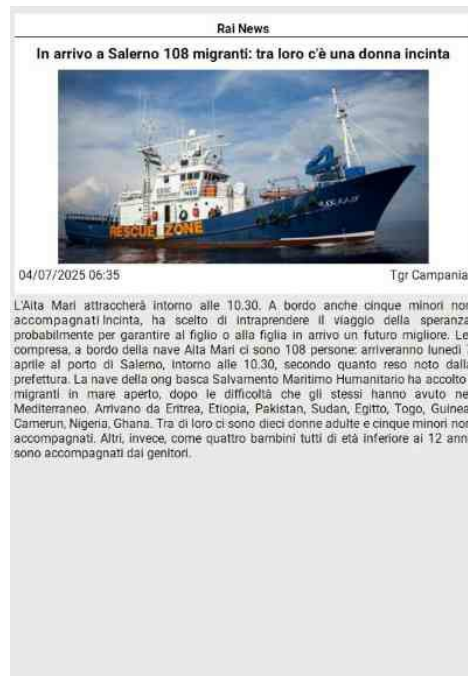 Rai News
In arrivo a Salerno 108 migranti: tra loro c'è una donna incinta
RESCUE ZONE
04/07/2025 06:35 Tgr Campania
L'Aita Mari attraccherà intorno alle 10.30. A bordo anche cinque minori non
accompagnati Incinta, ha scelto di intraprendere il viaggio della speranza
probabilmente per garantire al figlio o alla figlia in arrivo un futuro migliore. Le
compresa, a bordo della nave Aita Mari ci sono 108 persone: arriveranno lunedì 7
aprile al porto di Salerno, intorno alle 10.30, secondo quanto reso noto dalla
prefettura. La nave della ong basca Salvamento Maritimo Humanitario ha accolto i
migranti in mare aperto, dopo le difficoltà che gli stessi hanno avuto ne
Mediterraneo. Arrivano da Eritrea, Etiopia, Pakistan, Sudan, Egitto, Togo, Guinea
Camerun, Nigeria, Ghana. Tra di loro ci sono dieci donne adulte e cinque minori non
accompagnati. Altri, invece, come quattro bambini tutti di età inferiore ai 12 ann
sono accompagnati dai genitori.